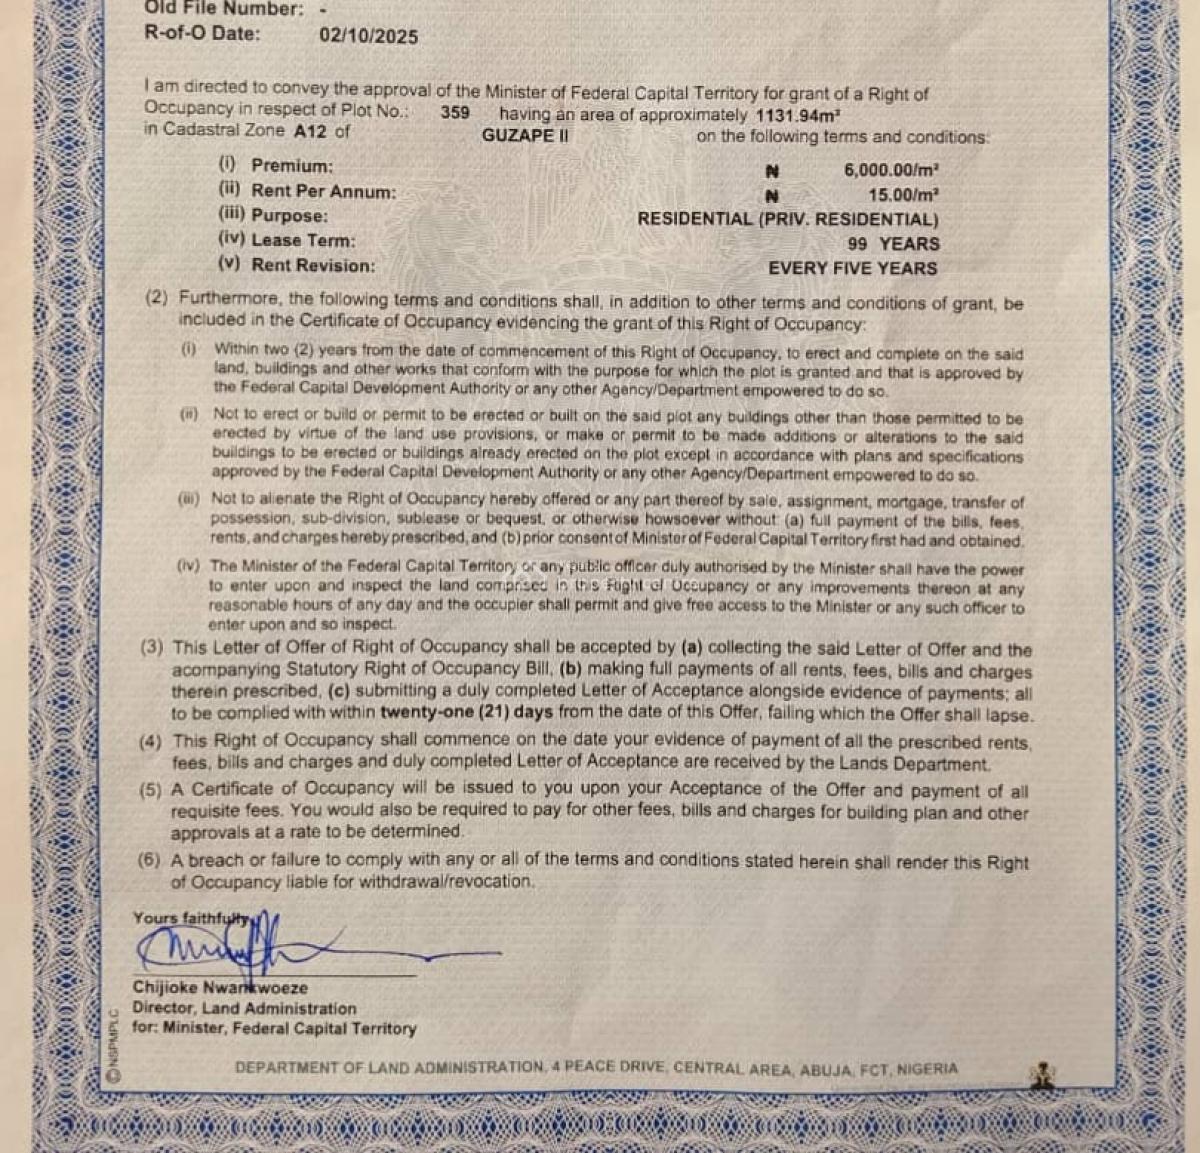 Old File Number: -
R-of-O Date: 02/10/2025
I am directed to convey the approval of the Minister of Federal Capital Territory for grant of a Right of
Occupancy in respect of Plot No.: 359 having an area of approximately 1131.94m²
in Cadastral Zone A12 of GUZAPE II on the following terms and conditions:
(i) Premium: ₦ 6,000.00/m²
(ii) Rent Per Annum: ₦ 15.00/m²
(iii) Purpose: RESIDENTIAL (PRIV. RESIDENTIAL)
(iv) Lease Term: 99 YEARS
(v) Rent Revision: EVERY FIVE YEARS
(2) Furthermore, the following terms and conditions shall, in addition to other terms and conditions of grant, be
included in the Certificate of Occupancy evidencing the grant of this Right of Occupancy:
(i) Within two (2) years from the date of commencement of this Right of Occupancy, to erect and complete on the said
land, buildings and other works that conform with the purpose for which the plot is granted and that is approved by
the Federal Capital Development Authority or any other Agency/Department empowered to do so.
(ii) Not to erect or build or permit to be erected or built on the said plot any buildings other than those permitted to be
erected by virtue of the land use provisions, or make or permit to be made additions or alterations to the said
buildings to be erected or buildings already erected on the plot except in accordance with plans and specifications
approved by the Federal Capital Development Authority or any other Agency/Department empowered to do so.
(iii) Not to alienate the Right of Occupancy hereby offered or any part thereof by sale, assignment, mortgage, transfer of
possession, sub-division, sublease or bequest, or otherwise howsoever without: (a) full payment of the bills, fees,
rents, and charges hereby prescribed, and (b) prior consent of Minister of Federal Capital Territory first had and obtained.
(iv) The Minister of the Federal Capital Territory or any public officer duly authorised by the Minister shall have the power
to enter upon and inspect the land comprised in this Right of Occupancy or any improvements thereon at any
reasonable hours of any day and the occupier shall permit and give free access to the Minister or any such officer to
enter upon and so inspect.
(3) This Letter of Offer of Right of Occupancy shall be accepted by (a) collecting the said Letter of Offer and the
acompanying Statutory Right of Occupancy Bill, (b) making full payments of all rents, fees, bills and charges
therein prescribed, (c) submitting a duly completed Letter of Acceptance alongside evidence of payments; all
to be complied with within twenty-one (21) days from the date of this Offer, failing which the Offer shall lapse.
(4) This Right of Occupancy shall commence on the date your evidence of payment of all the prescribed rents,
fees, bills and charges and duly completed Letter of Acceptance are received by the Lands Department.
(5) A Certificate of Occupancy will be issued to you upon your Acceptance of the Offer and payment of all
requisite fees. You would also be required to pay for other fees, bills and charges for building plan and other
approvals at a rate to be determined.
(6) A breach or failure to comply with any or all of the terms and conditions stated herein shall render this Right
of Occupancy liable for withdrawal/revocation.
Yours faithfully
Chijioke Nwankwoeze
Director, Land Administration
for: Minister, Federal Capital Territory
©NSPMPLC
DEPARTMENT OF LAND ADMINISTRATION, 4 PEACE DRIVE, CENTRAL AREA, ABUJA, FCT, NIGERIA